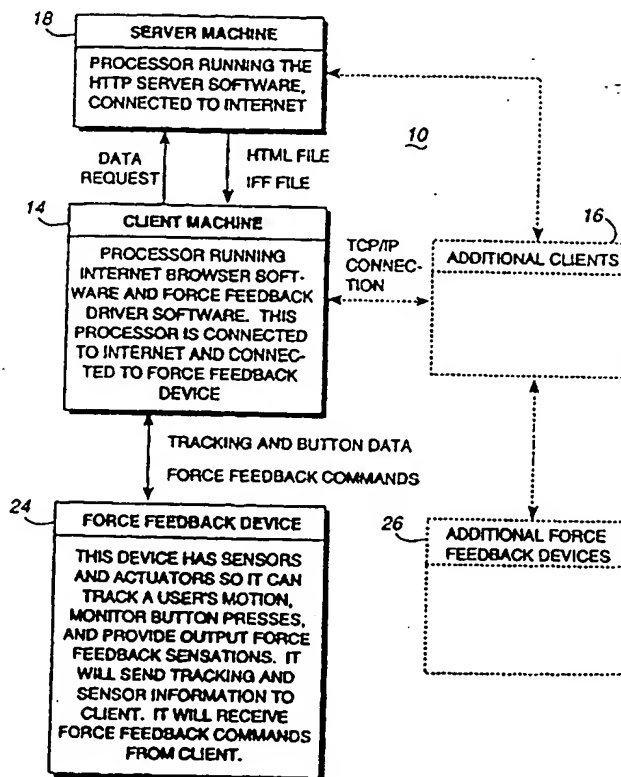 18
SERVER MACHINE
PROCESSOR RUNNING THE
HTTP SERVER SOFTWARE,
CONNECTED TO INTERNET
10
DATA
REQUEST
HTML FILE
IFF FILE
14
CLIENT MACHINE
PROCESSOR RUNNING
INTERNET BROWSER SOFT-
WARE AND FORCE FEEDBACK
DRIVER SOFTWARE. THIS
PROCESSOR IS CONNECTED
TO INTERNET AND CONNEC-
TED TO FORCE FEEDBACK
DEVICE
TCP/IP
CONNEC-
TION
16
ADDITIONAL CLIENTS
TRACKING AND BUTTON DATA
FORCE FEEDBACK COMMANDS
24
FORCE FEEDBACK DEVICE
THIS DEVICE HAS SENSORS
AND ACTUATORS SO IT CAN
TRACK A USER'S MOTION,
MONITOR BUTTON PRESSES,
AND PROVIDE OUTPUT FORCE
FEEDBACK SENSATIONS. IT
WILL SEND TRACKING AND
SENSOR INFORMATION TO
CLIENT. IT WILL RECEIVE
FORCE FEEDBACK COMMANDS
FROM CLIENT.
26
ADDITIONAL FORCE
FEEDBACK DEVICES